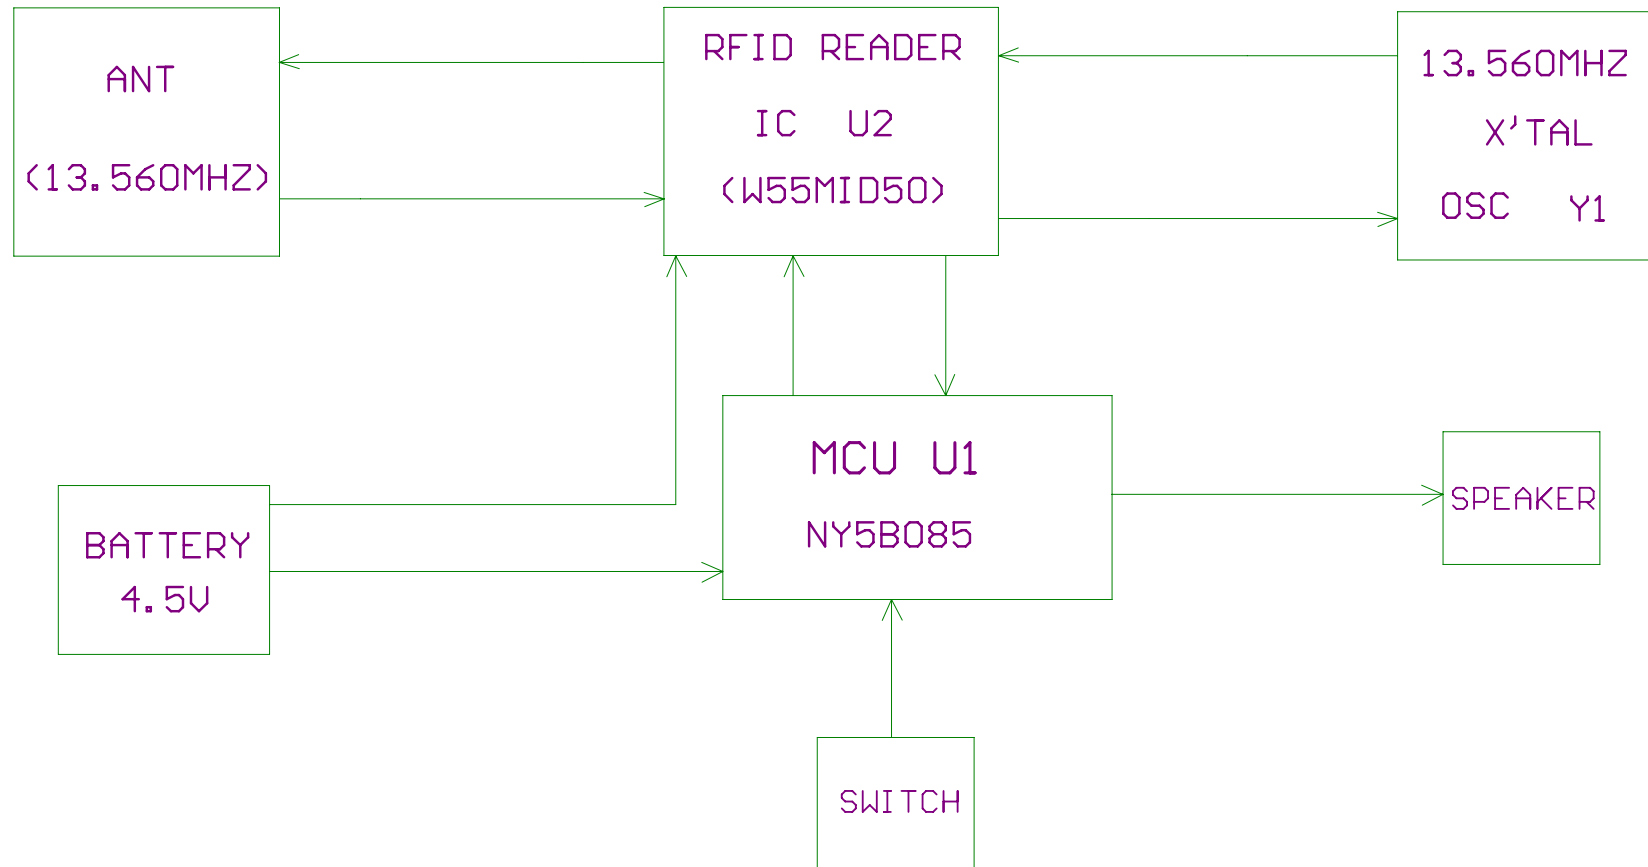 ANT
(13.560MHZ)
RFID READER
IC U2
(W55MID50)
13.560MHZ
X'TAL
OSC Y1
BATTERY
4.5V
MCU U1
NY5B085
SPEAKER
SWITCH